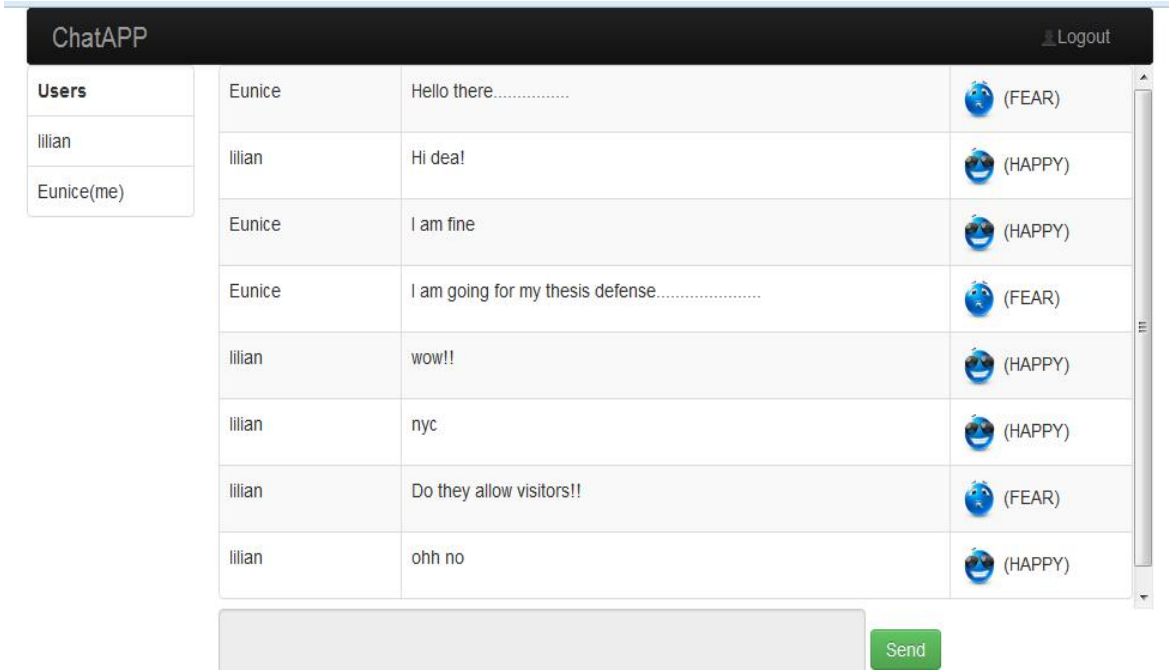 ChatAPP Logout
Users
lilian
Eunice(me)
Eunice Hello there............... (FEAR)
lilian Hi dea! (HAPPY)
Eunice I am fine (HAPPY)
Eunice I am going for my thesis defense...................... (FEAR)
lilian wow!! (HAPPY)
lilian nyc (HAPPY)
lilian Do they allow visitors!! (FEAR)
lilian ohh no (HAPPY)
Send